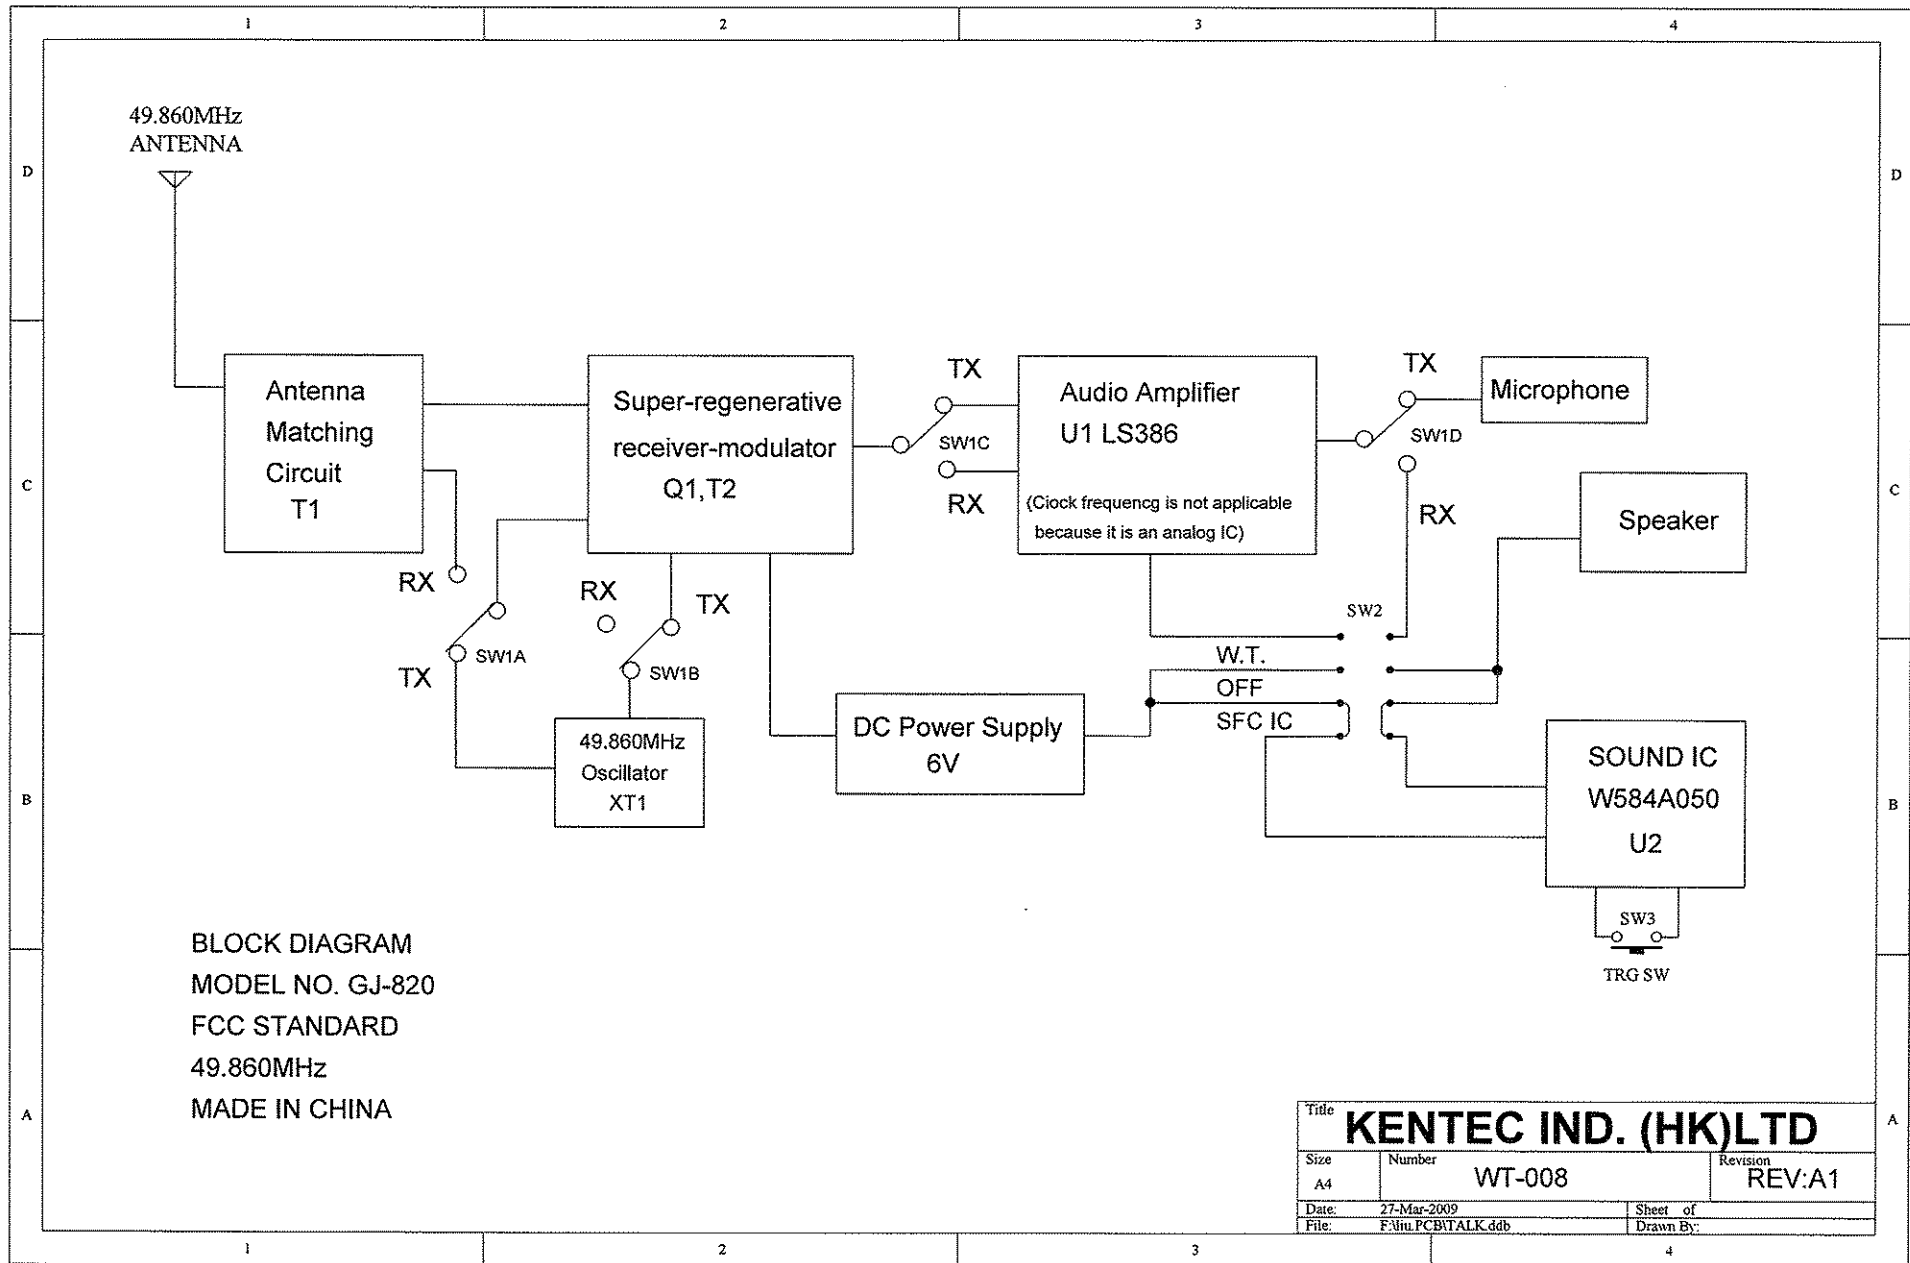 1 2 3 4
49.860MHz
ANTENNA
D D
Antenna
Matching
Circuit
T1
Super-regenerative
receiver-modulator
Q1,T2
TX
SW1C
RX
Audio Amplifier
U1 LS386
(Ciock frequencg is not applicable
because it is an analog IC)
TX
SW1D
RX
Microphone
Speaker
C C
RX
SW1A
TX
RX
TX
SW1B
SW2
W.T.
OFF
SFC IC
49.860MHz
Oscillator
XT1
DC Power Supply
6V
SOUND IC
W584A050
U2
B B
SW3
TRG SW
BLOCK DIAGRAM
MODEL NO. GJ-820
FCC STANDARD
49.860MHz
MADE IN CHINA
A A
Title KENTEC IND. (HK)LTD
Size Number Revision
A4 WT-008 REV:A1
Date: 27-Mar-2009 Sheet of
File: F:\liu.PCB\TALK.ddb Drawn By:
1 2 3 4